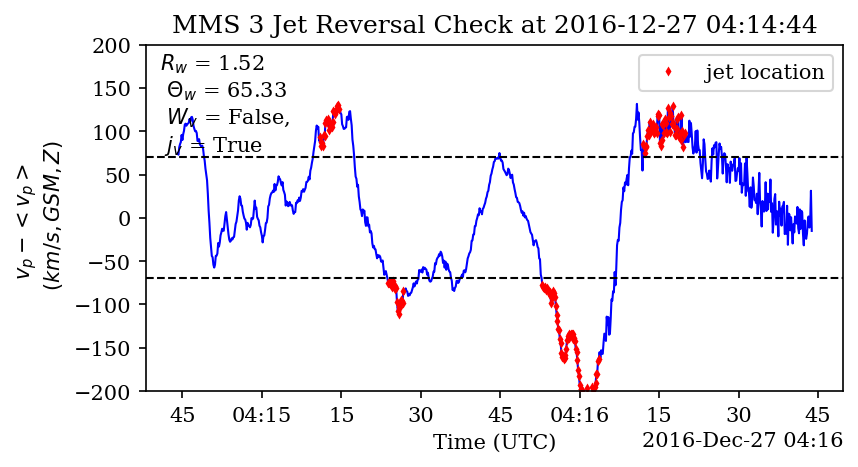 MMS 3 Jet Reversal Check at 2016-12-27 04:14:44
R_w = 1.52
Θ_w = 65.33
W_v = False,
j_v = True
jet location
v_p − < v_p >
(km/s, GSM, Z)
200
150
100
50
0
−50
−100
−150
−200
45 04:15 15 30 45 04:16 15 30 45
Time (UTC)
2016-Dec-27 04:16